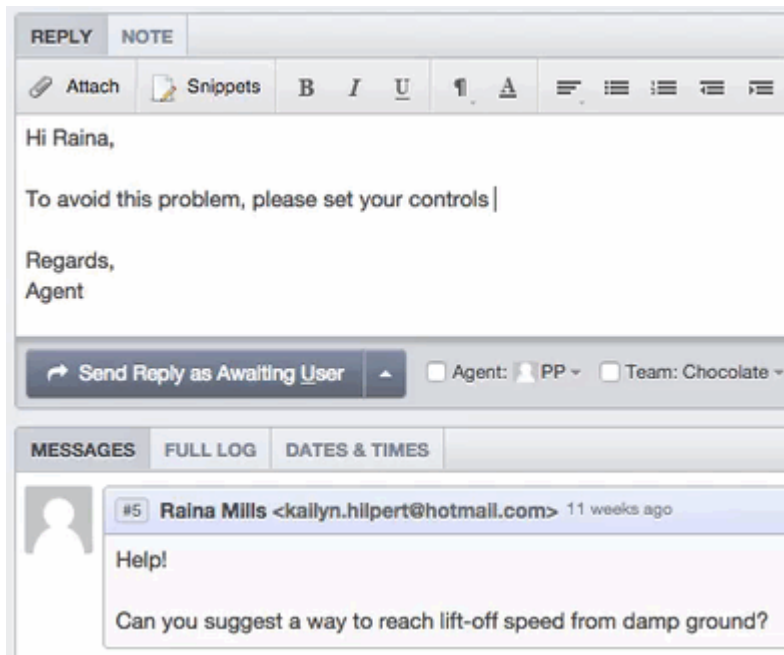 REPLY NOTE
Attach Snippets B I U ¶ A
Hi Raina,
To avoid this problem, please set your controls
Regards,
Agent
Send Reply as Awaiting User Agent: PP Team: Chocolate
MESSAGES FULL LOG DATES & TIMES
#5 Raina Mills <kailyn.hilpert@hotmail.com> 11 weeks ago
Help!
Can you suggest a way to reach lift-off speed from damp ground?